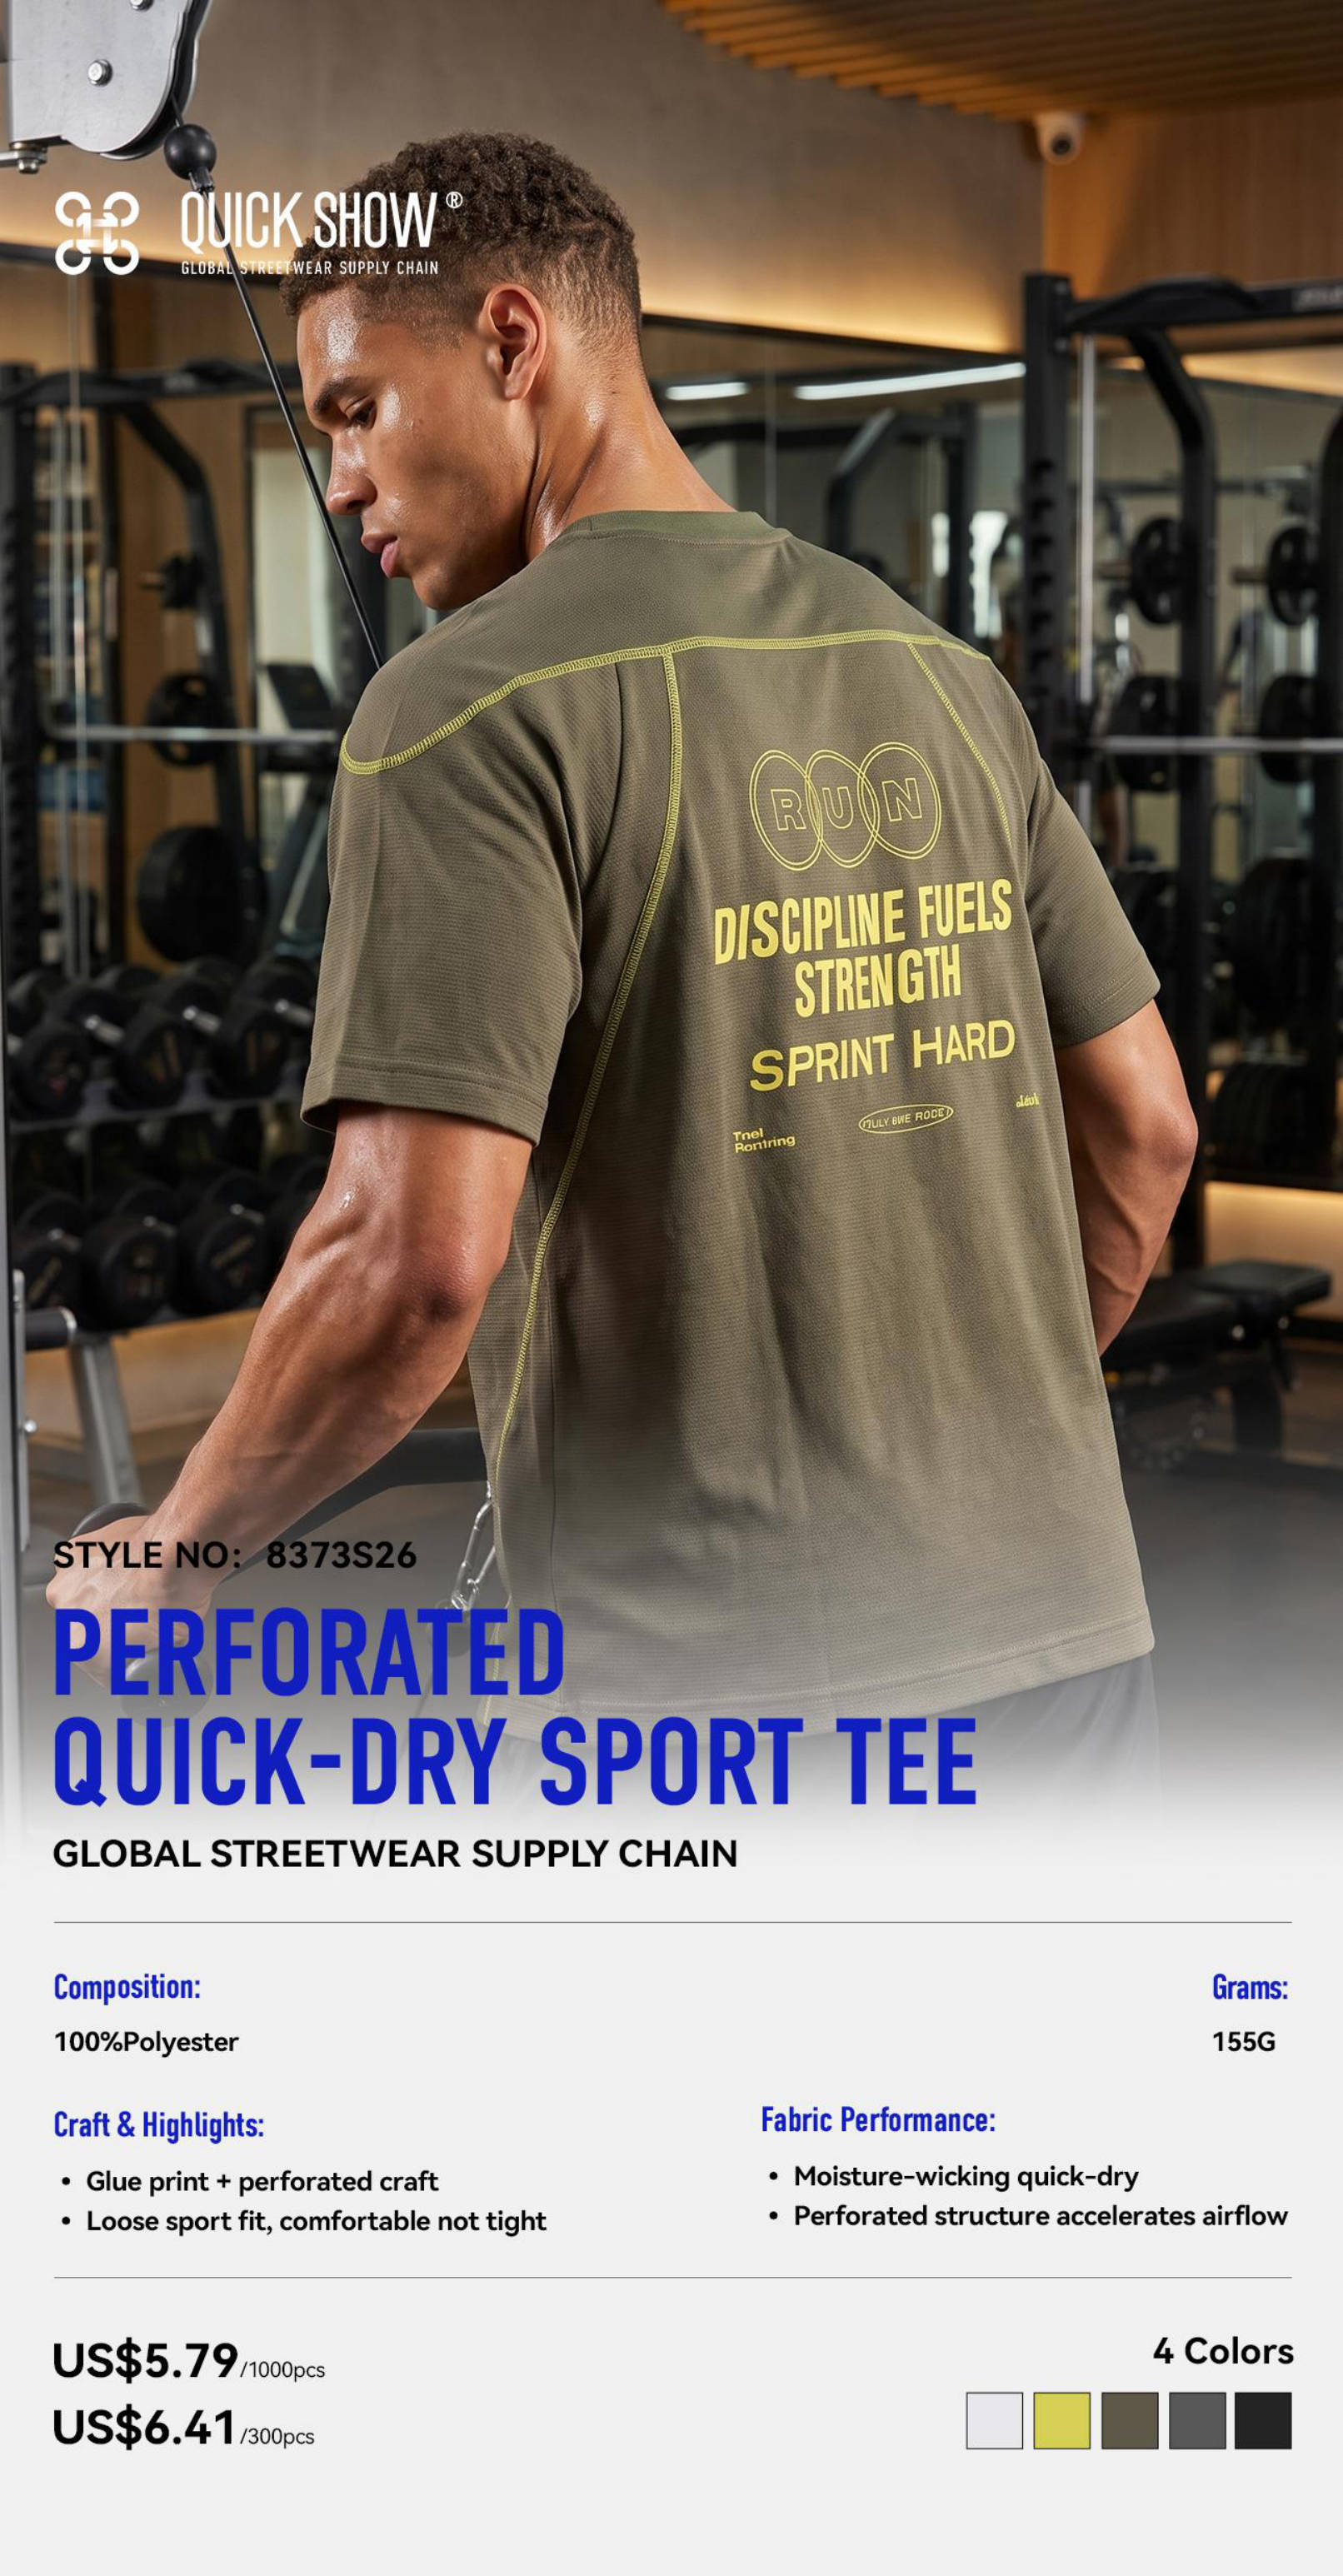 QUICK SHOW®
GLOBAL STREETWEAR SUPPLY CHAIN
RUN
DISCIPLINE FUELS
STRENGTH
SPRINT HARD
Tnel
Rontring
STYLE NO: 8373S26
PERFORATED
QUICK-DRY SPORT TEE
GLOBAL STREETWEAR SUPPLY CHAIN
Composition:
100%Polyester
Grams:
155G
Craft & Highlights:
• Glue print + perforated craft
• Loose sport fit, comfortable not tight
Fabric Performance:
• Moisture-wicking quick-dry
• Perforated structure accelerates airflow
US$5.79/1000pcs
US$6.41/300pcs
4 Colors